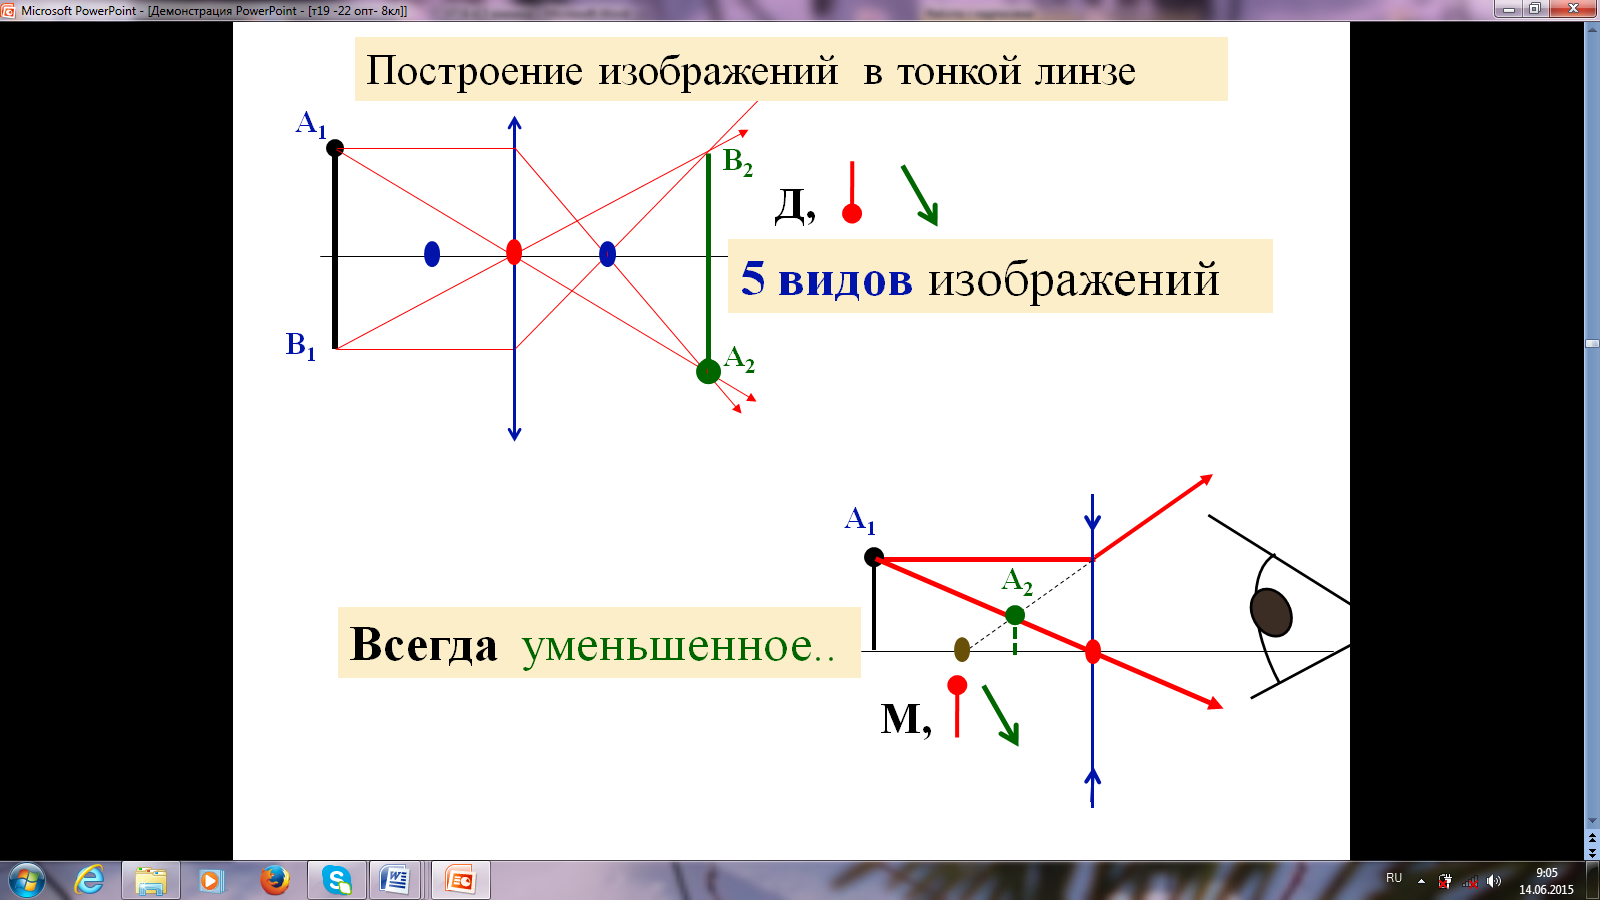 Microsoft PowerPoint - [Демонстрация PowerPoint - [т19 -22 опт- 8кл]]
Построение изображений в тонкой линзе
A₁
B₂
Д,
5 видов изображений
B₁
A₂
A₁
A₂
Всегда уменьшенное..
М,
RU
9:05
14.06.2015